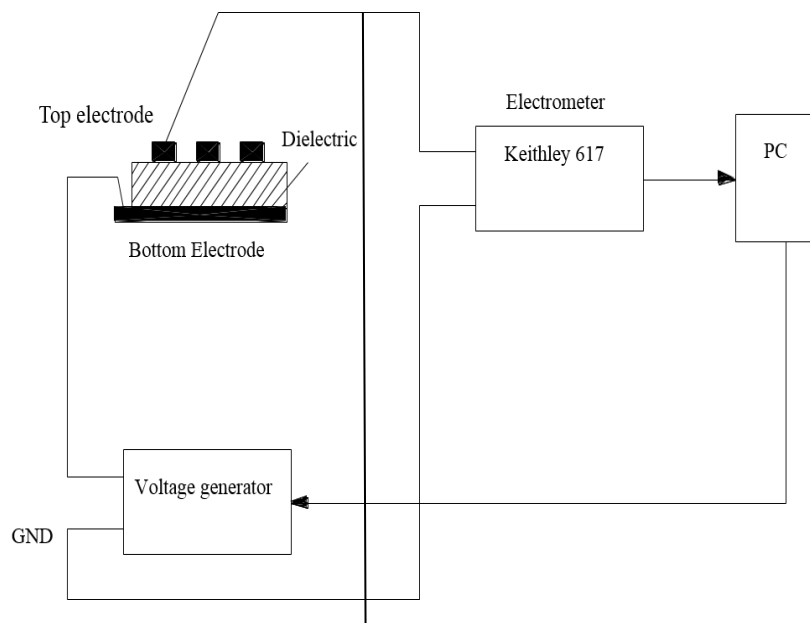 Electrometer
Top electrode
Dielectric
Keithley 617
PC
Bottom Electrode
Voltage generator
GND